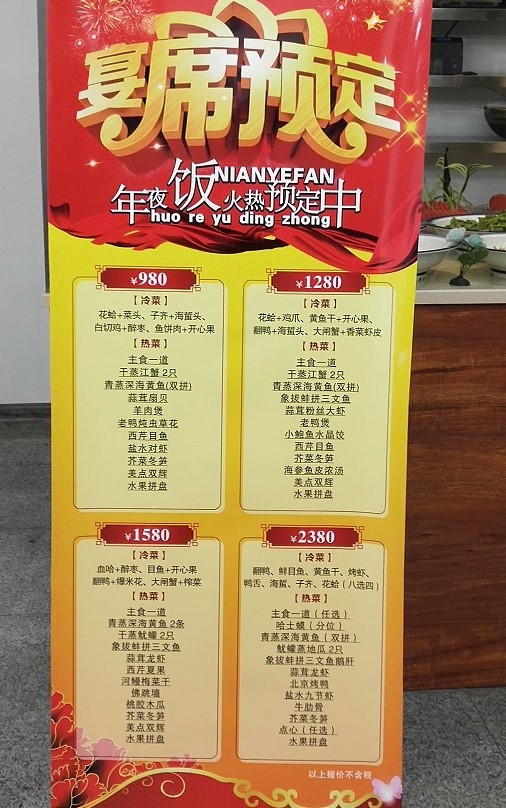 宴席预定
年夜饭NIANYEFAN火热预定中
huo re yu ding zhong
¥980
【冷菜】
花蛤+菜头、子齐+海蜇头、
白切鸡+醉枣、鱼饼肉+开心果
【热菜】
主食一道
干蒸江蟹 2只
青蒸深海黄鱼(双拼)
蒜茸扇贝
羊肉煲
老鸭炖虫草花
西芹目鱼
盐水对虾
芥菜冬笋
美点双辉
水果拼盘
¥1280
【冷菜】
花蛤+鸡爪、黄鱼干+开心果、
翻鸭+海蜇头、大闸蟹+香菜虾皮
【热菜】
主食一道
干蒸江蟹 2只
青蒸深海黄鱼(双拼)
象拔蚌拼三文鱼
蒜茸粉丝大虾
老鸭煲
小鲍鱼水晶饺
西芹目鱼
芥菜冬笋
海参鱼皮浓汤
美点双辉
水果拼盘
¥1580
【冷菜】
血哈+醉枣、目鱼+开心果
翻鸭+爆米花、大闸蟹+榨菜
【热菜】
主食一道
青蒸深海黄鱼 2条
干蒸鱿蠓 2只
象拔蚌拼三文鱼
蒜茸龙虾
西芹夏果
河鳗梅菜干
佛跳墙
桃胶木瓜
芥菜冬笋
美点双辉
水果拼盘
¥2380
【冷菜】
翻鸭、鲜目鱼、黄鱼干、烤虾、
鸭舌、海蜇、子齐、花蛤（八选四）
【热菜】
主食一道（任选）
哈士蟆（分位）
青蒸深海黄鱼（双拼）
鱿蠓蒸地瓜 2只
象拔蚌拼三文鱼鹅肝
蒜茸龙虾
北京烤鸭
盐水九节虾
牛肋骨
芥菜冬笋
点心（任选）
水果拼盘
以上报价不含税